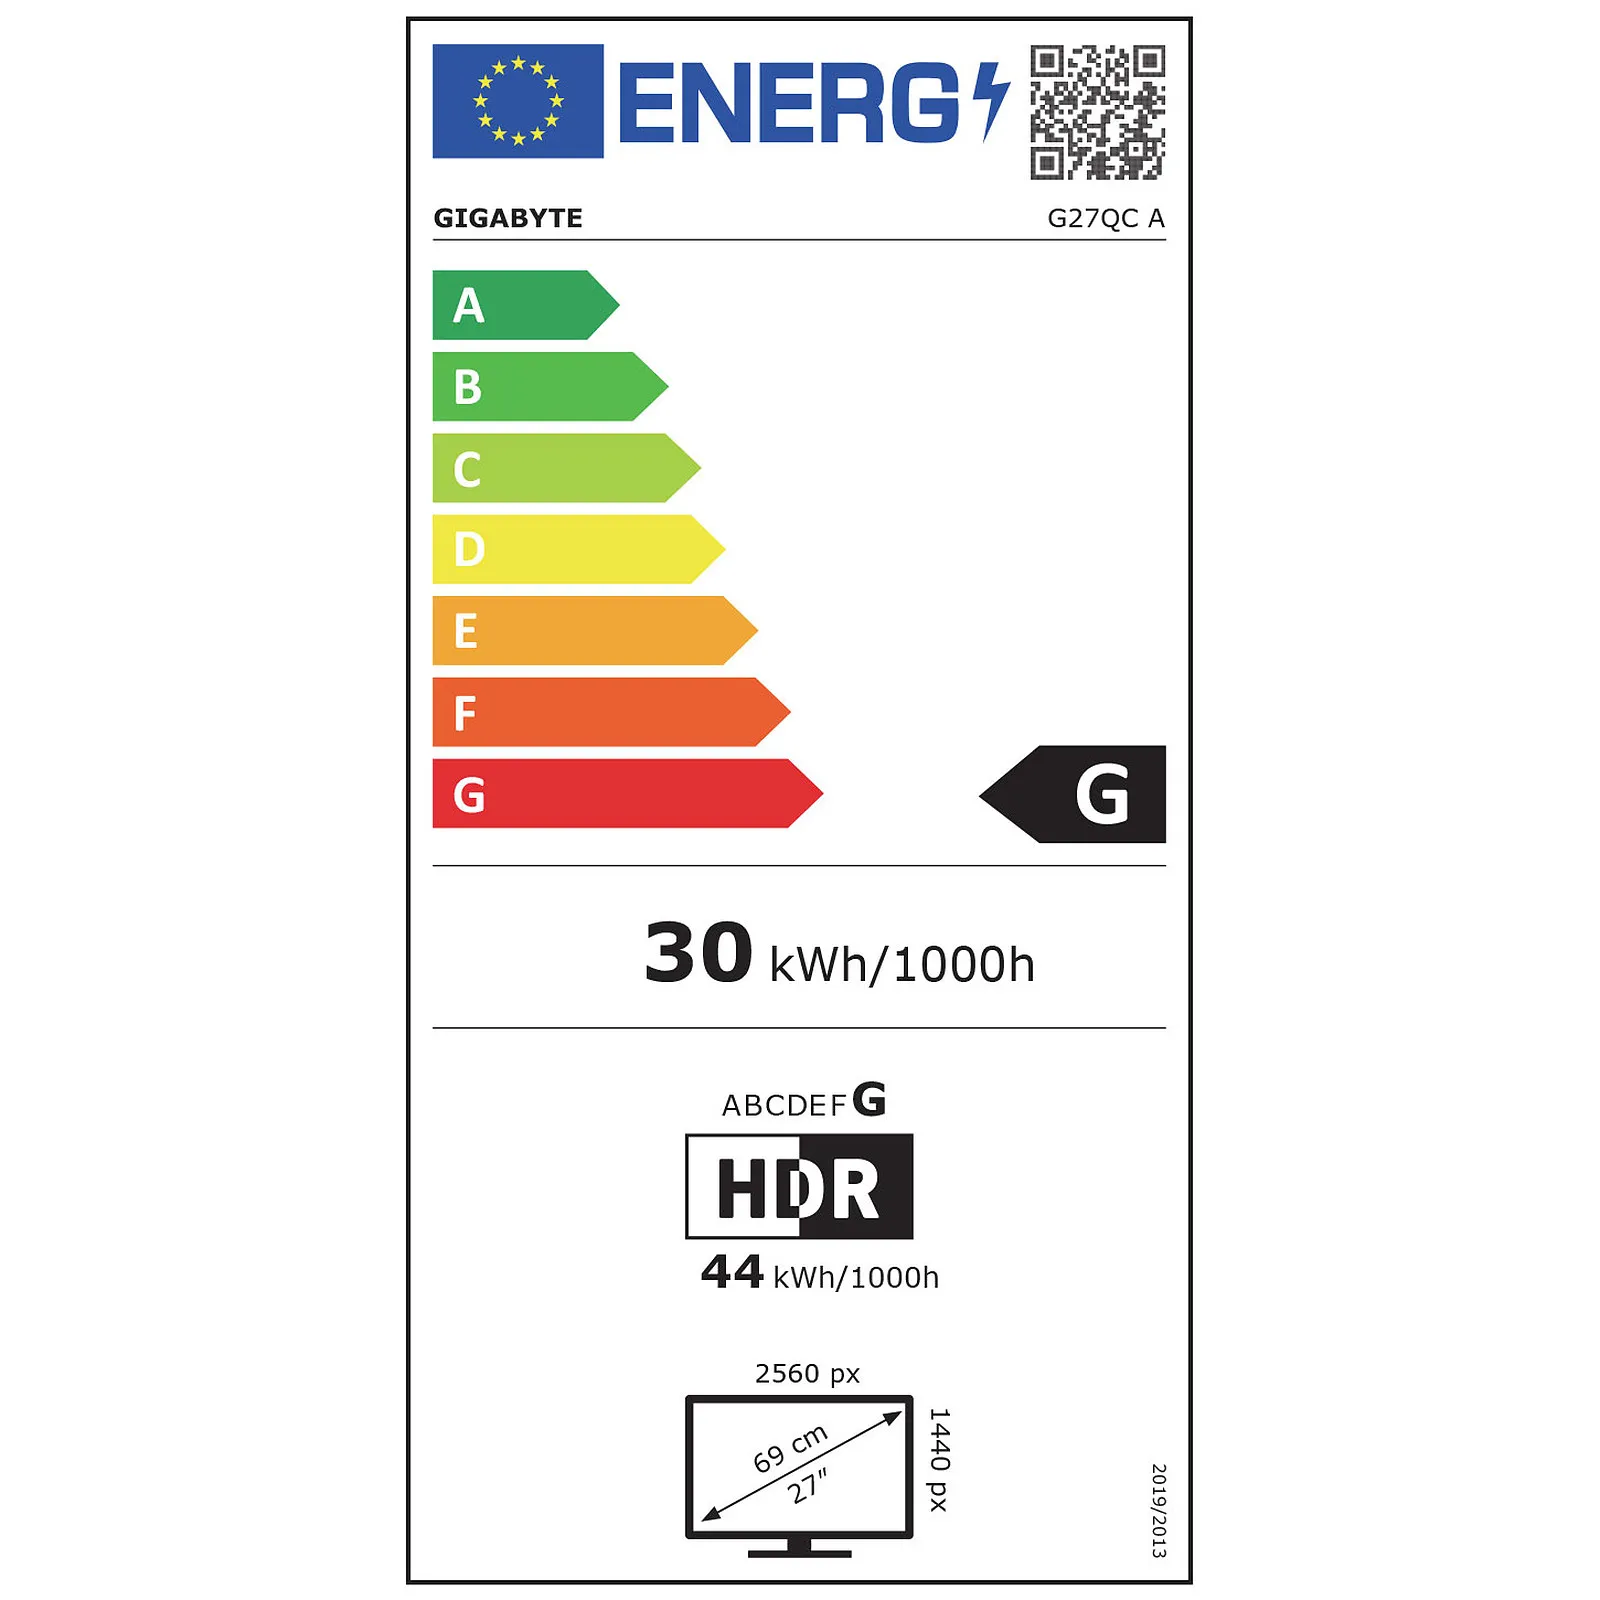 ENERG
GIGABYTE G27QC A
A
B
C
D
E
F
G
G
30 kWh/1000h
ABCDEFG
HDR
44 kWh/1000h
2560 px
1440 px
69 cm
27"
2019/2013